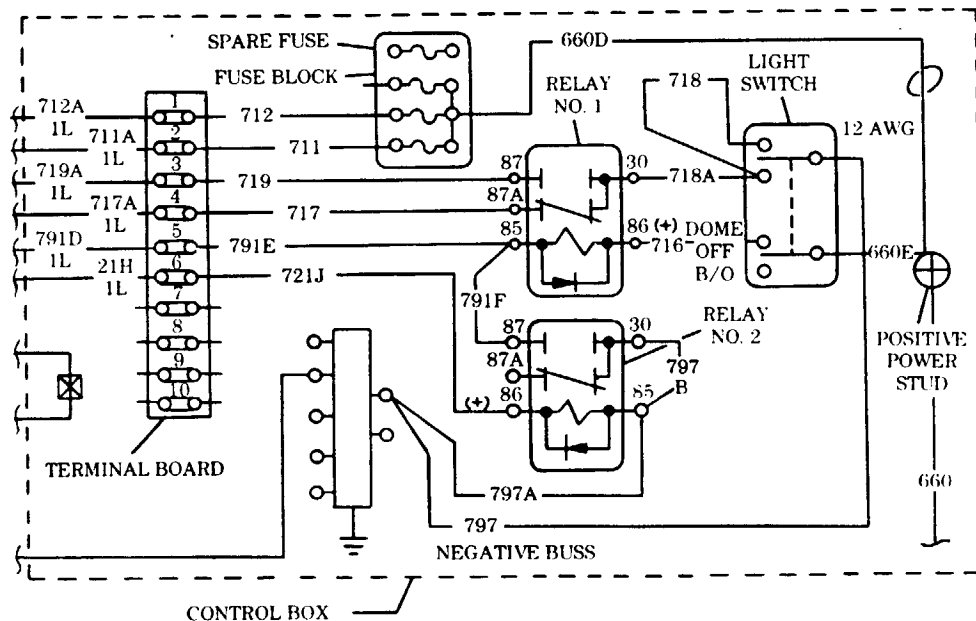 SPARE FUSE
FUSE BLOCK
660D
LIGHT
SWITCH
RELAY
NO. 1
718
12 AWG
712A
1L
1
712
711A
1L
2
711
719A
1L
3
719
87
30
718A
717A
1L
4
717
87A
791D
1L
5
791E
85
86
(+)
716
DOME
OFF
B/O
660E
21H
1L
6
721J
791F
7
87
30
RELAY
NO. 2
POSITIVE
POWER
STUD
8
87A
797
B
9
(+)
86
85
10
TERMINAL BOARD
797A
660
797
NEGATIVE BUSS
CONTROL BOX